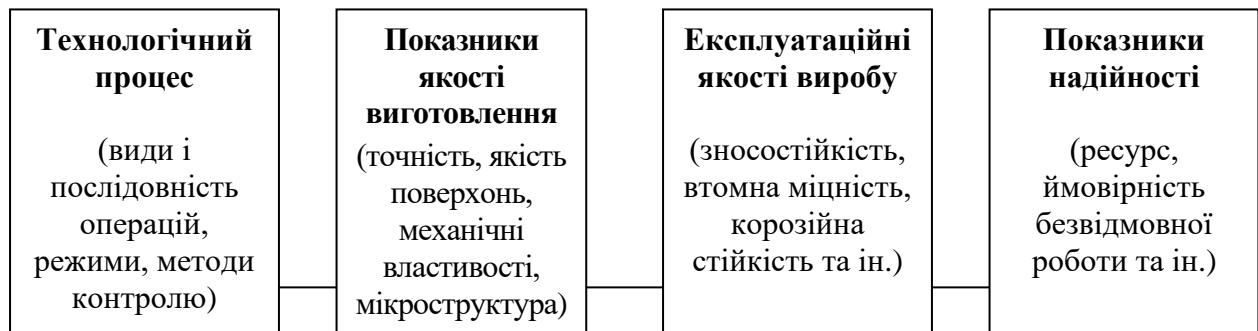 Технологічний
процес
(види і
послідовність
операцій,
режими, методи
контролю)
Показники
якості
виготовлення
(точність, якість
поверхонь,
механічні
властивості,
мікроструктура)
Експлуатаційні
якості виробу
(зносостійкість,
втомна міцність,
корозійна
стійкість та ін.)
Показники
надійності
(ресурс,
ймовірність
безвідмовної
роботи та ін.)